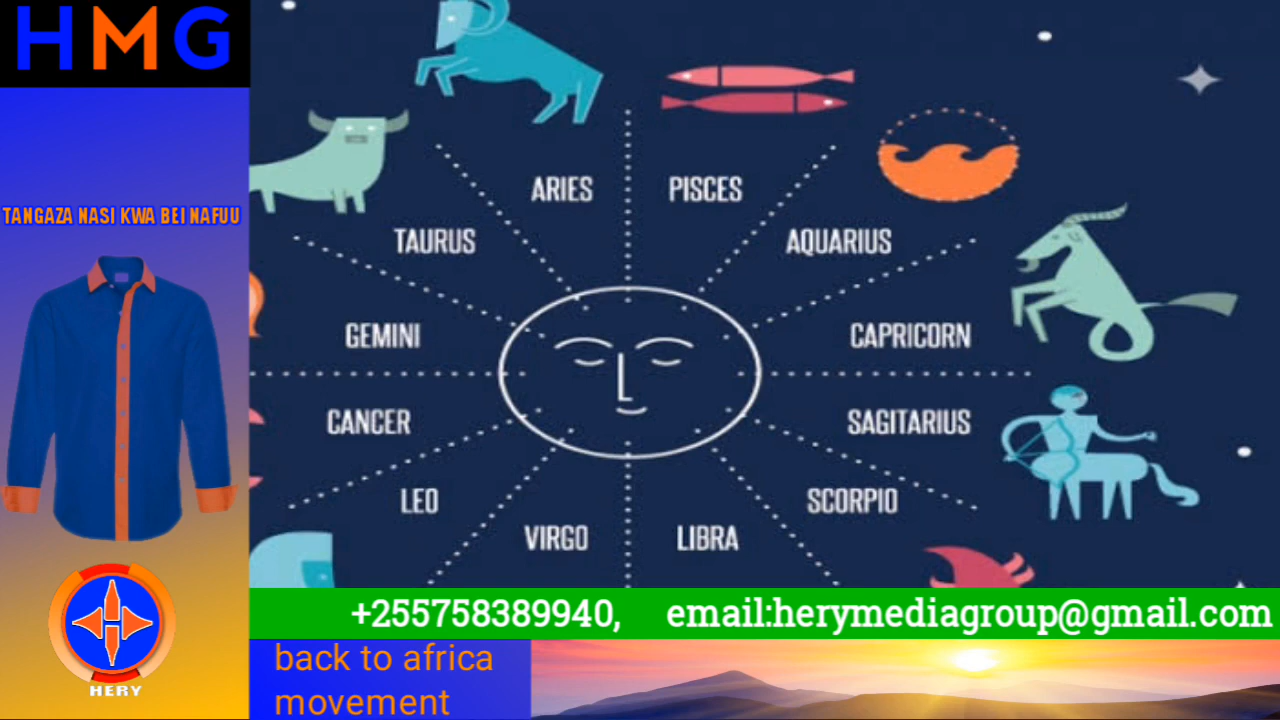 HMG
TANGAZA NASI KWA BEI NAFUU
HERY
ARIES
PISCES
TAURUS
AQUARIUS
GEMINI
CAPRICORN
CANCER
SAGITARIUS
LEO
SCORPIO
VIRGO
LIBRA
+255758389940, email:herymediagroup@gmail.com
back to africa
movement